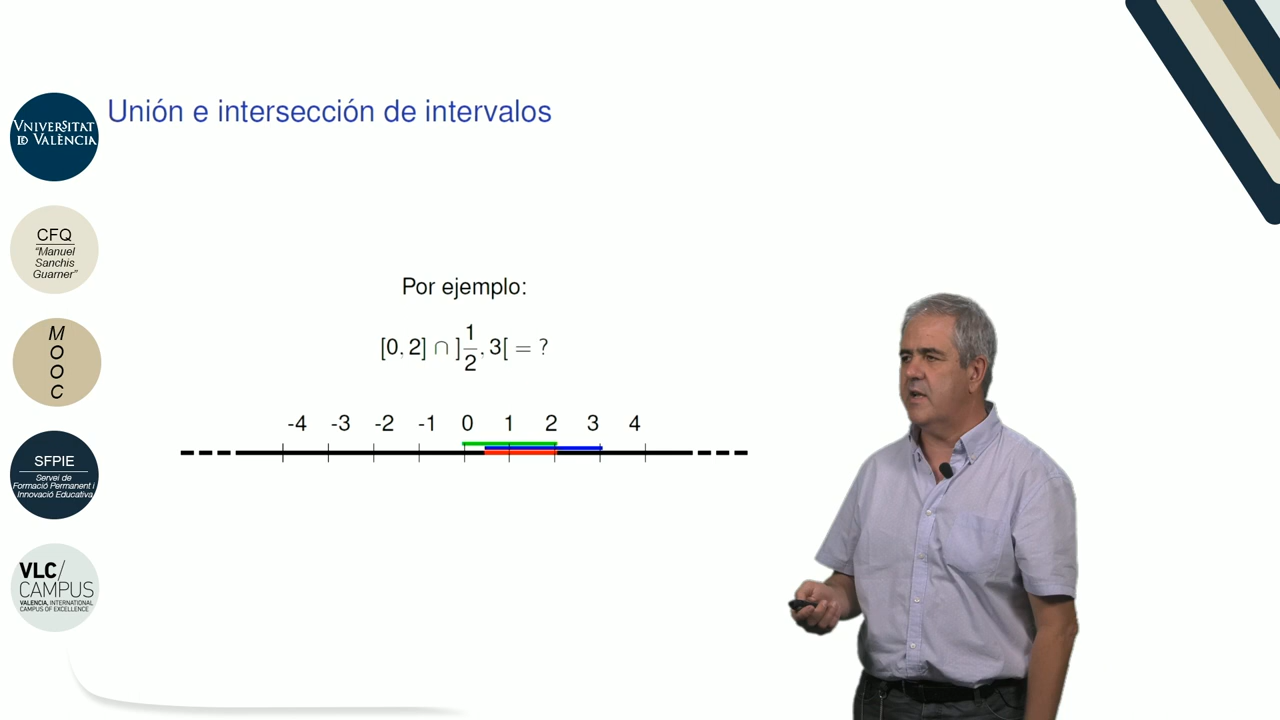 Unión e intersección de intervalos
VNIVERSITAT
ID VALÈNCIA
CFQ
“Manuel
Sanchis
Guarner”
M
O
O
C
SFPIE
Servei de
Formació Permanent i
Innovació Educativa
VLC/
CAMPUS
VALENCIA, INTERNATIONAL
CAMPUS OF EXCELLENCE
Por ejemplo:
[0, 2] ∩ ]1/2, 3[ = ?
-4 -3 -2 -1 0 1 2 3 4